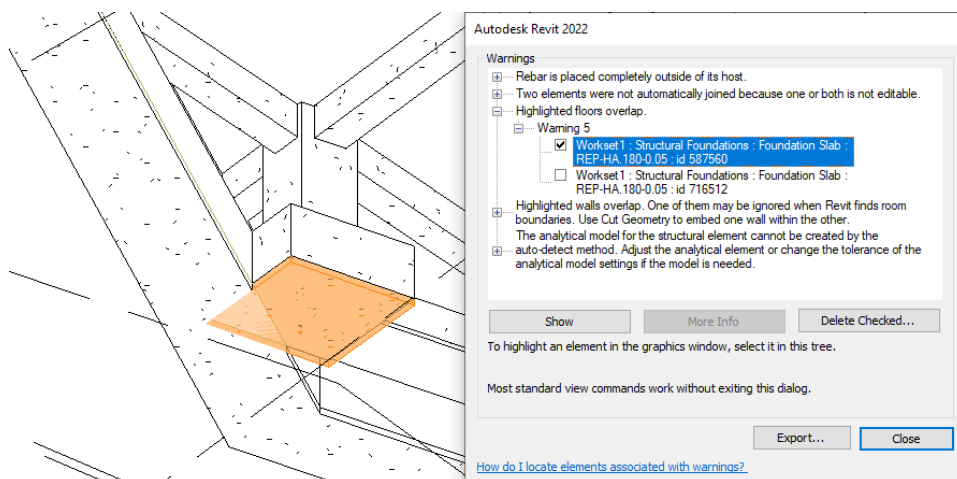 Autodesk Revit 2022
Warnings
Rebar is placed completely outside of its host.
Two elements were not automatically joined because one or both is not editable.
Highlighted floors overlap.
Warning 5
Workset1 : Structural Foundations : Foundation Slab :
REP-HA.180-0.05 : id 587560
Workset1 : Structural Foundations : Foundation Slab :
REP-HA.180-0.05 : id 716512
Highlighted walls overlap. One of them may be ignored when Revit finds room
boundaries. Use Cut Geometry to embed one wall within the other.
The analytical model for the structural element cannot be created by the
auto-detect method. Adjust the analytical element or change the tolerance of the
analytical model settings if the model is needed.
Show
More Info
Delete Checked...
To highlight an element in the graphics window, select it in this tree.
Most standard view commands work without exiting this dialog.
Export...
Close
How do I locate elements associated with warnings?